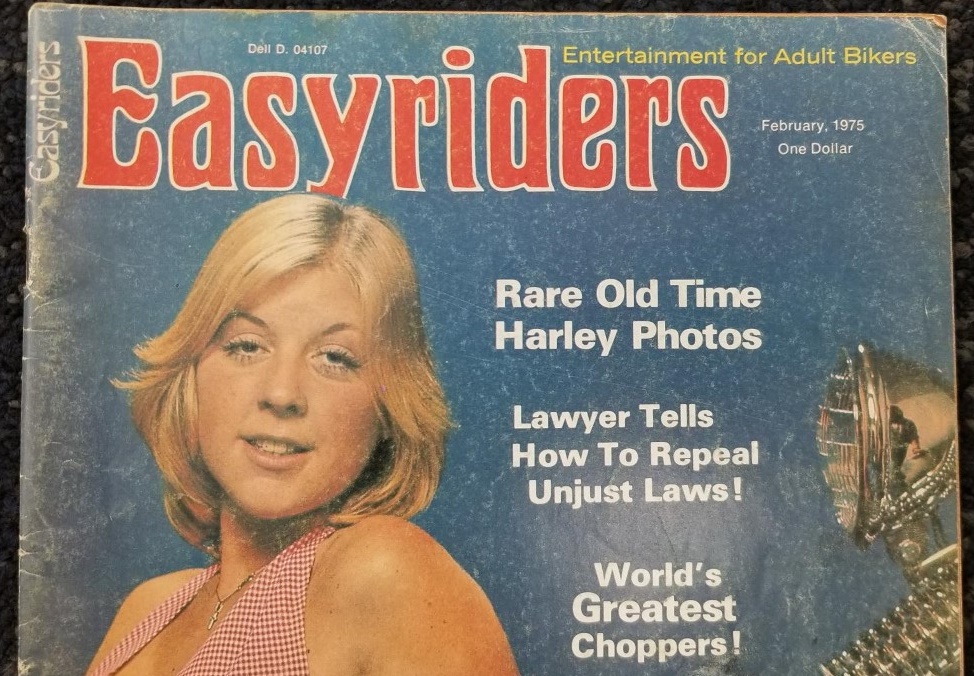 Easyriders
Dell D. 04107
Entertainment for Adult Bikers
Easyriders
February, 1975
One Dollar
Rare Old Time
Harley Photos
Lawyer Tells
How To Repeal
Unjust Laws!
World's
Greatest
Choppers!